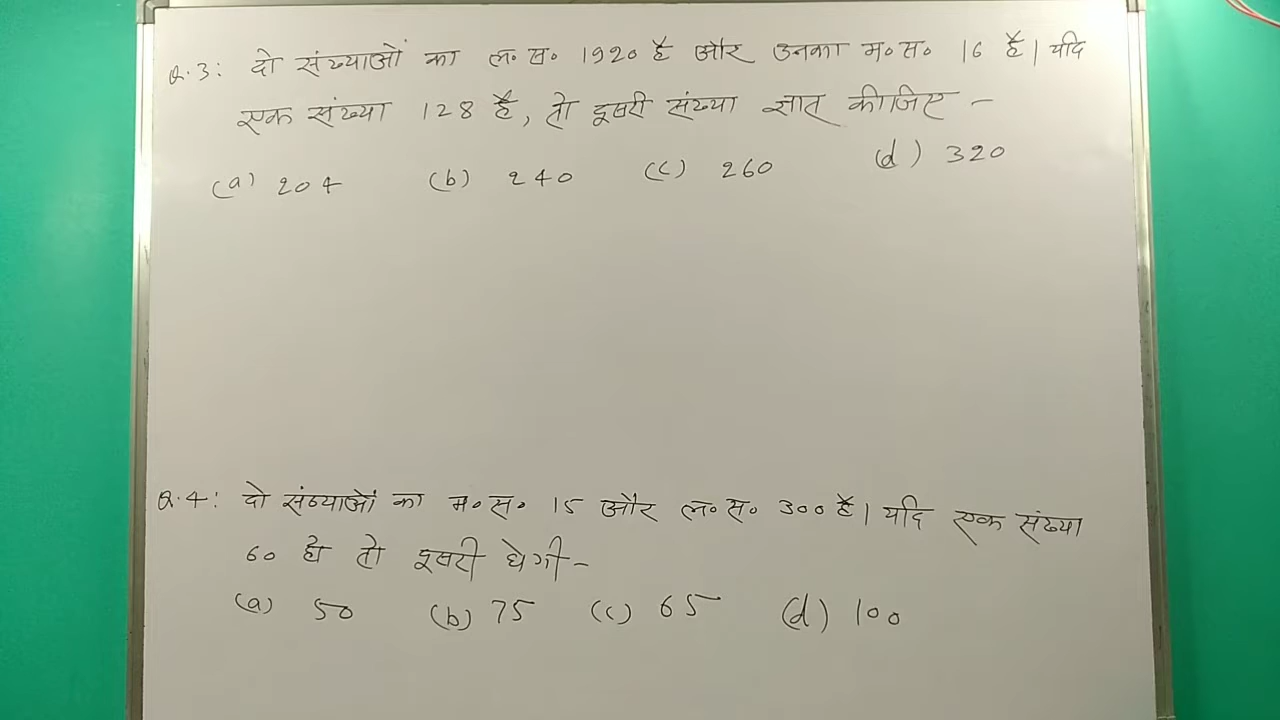 Q.3: दो संख्याओं का ल॰स॰ 1920 है और उनका म॰स॰ 16 है। यदि
एक संख्या 128 है, तो दूसरी संख्या ज्ञात कीजिए -
(a) 204 (b) 240 (c) 260 (d) 320
Q.4: दो संख्याओं का म॰स॰ 15 और ल॰स॰ 300 है। यदि एक संख्या
60 हो तो दूसरी होगी-
(a) 50 (b) 75 (c) 65 (d) 100